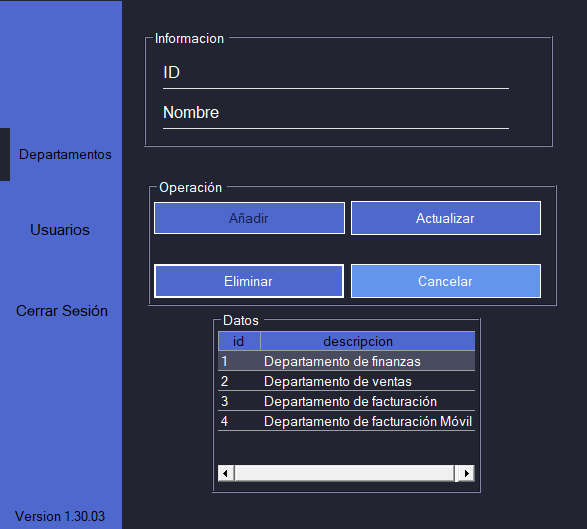 Departamentos
Usuarios
Cerrar Sesión
Version 1.30.03
Informacion
ID
Nombre
Operación
Añadir
Actualizar
Eliminar
Cancelar
Datos
id descripcion
1 Departamento de finanzas
2 Departamento de ventas
3 Departamento de facturación
4 Departamento de facturación Móvil